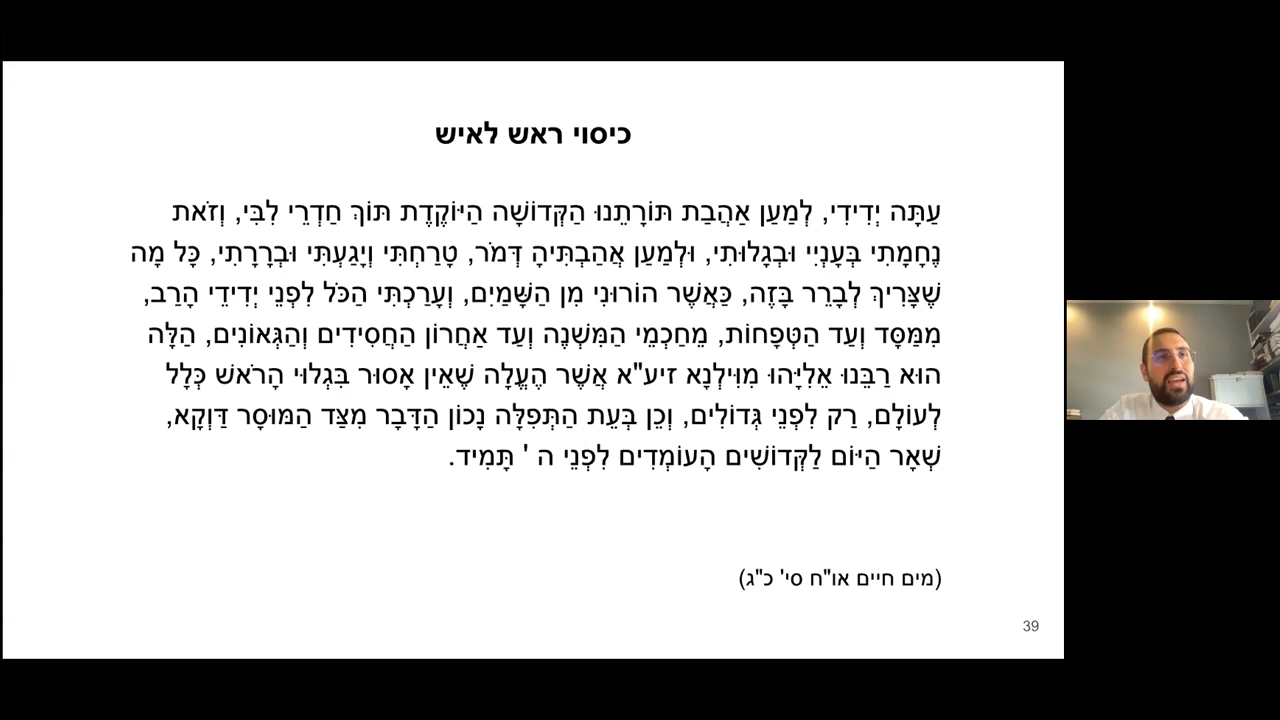 כיסוי ראש לאיש
עַתָּה יְדִידִי, לְמַעַן אַהֲבַת תּוֹרָתֵנוּ הַקְּדוֹשָׁה הַיּוֹקֶדֶת תּוֹךְ חַדְרֵי לִבִּי, וְזֹאת
נֶחָמָתִי בְּעָנְיִי וּבְגָלוּתִי, וּלְמַעַן אֲהַבְתִּיהָ דְּמֹר, טָרַחְתִּי וְיָגַעְתִּי וּבְרָרָתִי, כָּל מָה
שֶׁצָּרִיךְ לְבָרֵר בָּזֶה, כַּאֲשֶׁר הוֹרוּנִי מִן הַשָּׁמַיִם, וְעָרַכְתִּי הַכֹּל לִפְנֵי יְדִידִי הָרַב,
מִמַּסָּד וְעַד הַטְּפָחוֹת, מֵחַכְמֵי הַמִּשְׁנֶה וְעַד אַחֲרוֹן הַחֲסִידִים וְהַגְּאוֹנִים, הַלָּה
הוּא רַבֵּנוּ אֵלִיָּהוּ מִוִּילְנָא זיע"א אֲשֶׁר הֶעֱלָה שֶׁאֵין אָסוּר בִּגְלוּי הָרֹאשׁ כְּלָל
לְעוֹלָם, רַק לִפְנֵי גְּדוֹלִים, וְכֵן בְּעֵת הַתְּפִלָּה נָכוֹן הַדָּבָר מִצַּד הַמּוּסָר דַּוְקָא,
שְׁאָר הַיּוֹם לַקְּדוֹשִׁים הָעוֹמְדִים לִפְנֵי ה ' תָּמִיד.
(מים חיים או"ח סי' כ"ג)
39